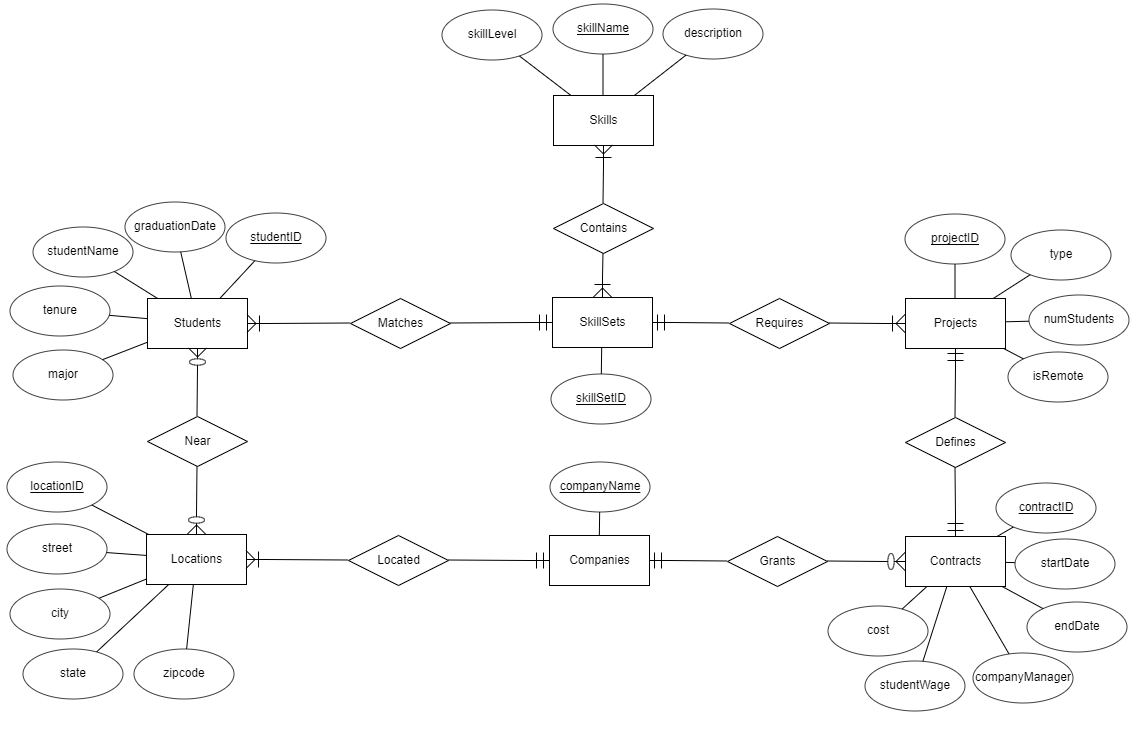 skillLevel
skillName
description
Skills
Contains
studentName
graduationDate
studentID
tenure
major
Students
Matches
SkillSets
skillSetID
Requires
Projects
projectID
type
numStudents
isRemote
Near
Defines
locationID
street
city
state
zipcode
Locations
Located
companyName
Companies
Grants
Contracts
contractID
startDate
endDate
companyManager
studentWage
cost